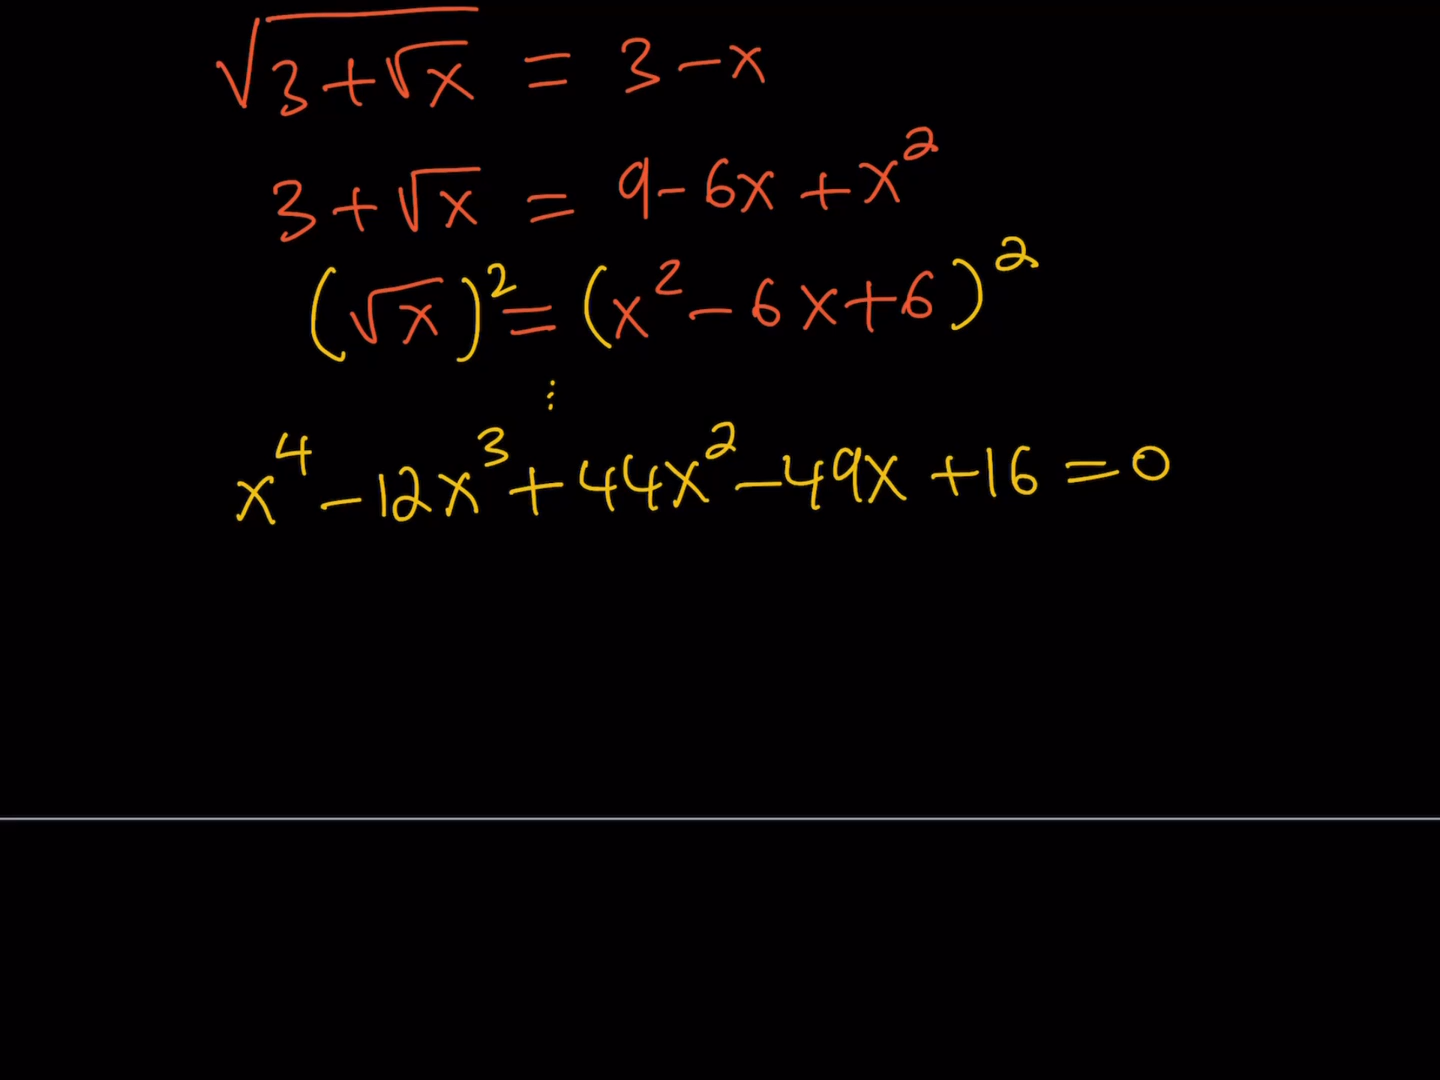 √(3+√x) = 3-x
3+√x = 9-6x+x²
(√x)² = (x²-6x+6)²
⋮
x⁴-12x³+44x²-49x+16=0